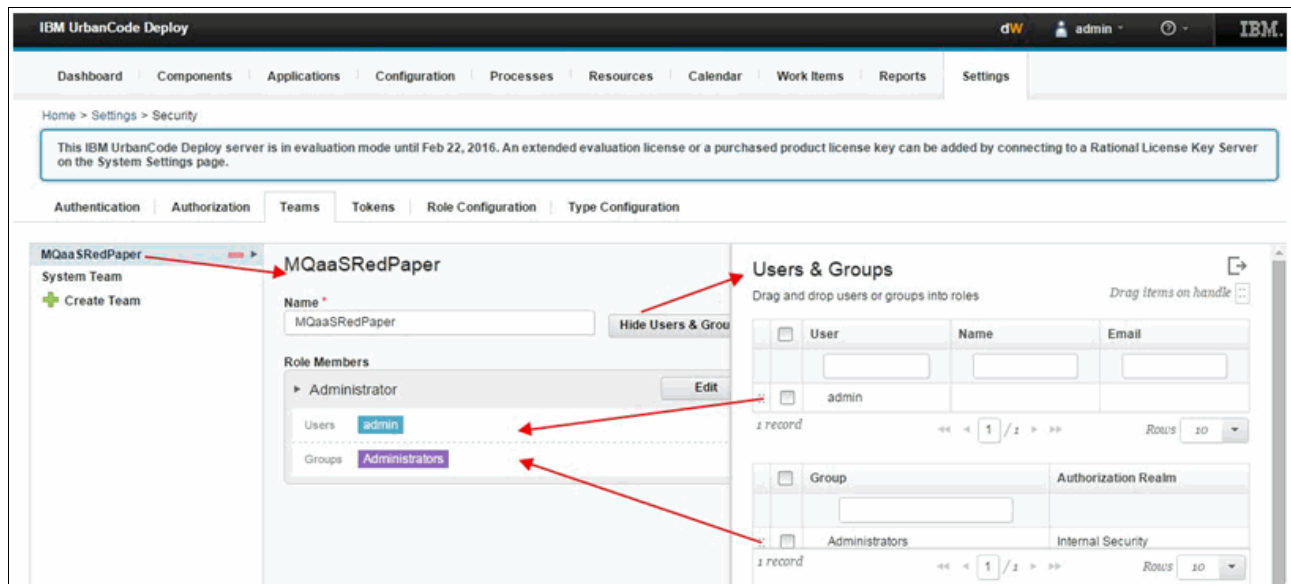 IBM UrbanCode Deploy dW admin IBM.
Dashboard Components Applications Configuration Processes Resources Calendar Work Items Reports Settings
Home > Settings > Security
This IBM UrbanCode Deploy server is in evaluation mode until Feb 22, 2016. An extended evaluation license or a purchased product license key can be added by connecting to a Rational License Key Server
on the System Settings page.
Authentication Authorization Teams Tokens Role Configuration Type Configuration
MQaaSRedPaper
System Team
Create Team
MQaaSRedPaper
Name *
MQaaSRedPaper
Hide Users & Grou
Role Members
Administrator Edit
Users admin
Groups Administrators
Users & Groups
Drag and drop users or groups into roles Drag items on handle
User Name Email
admin
1 record 1 / 1 Rows 10
Group Authorization Realm
Administrators Internal Security
1 record 1 / 1 Rows 10